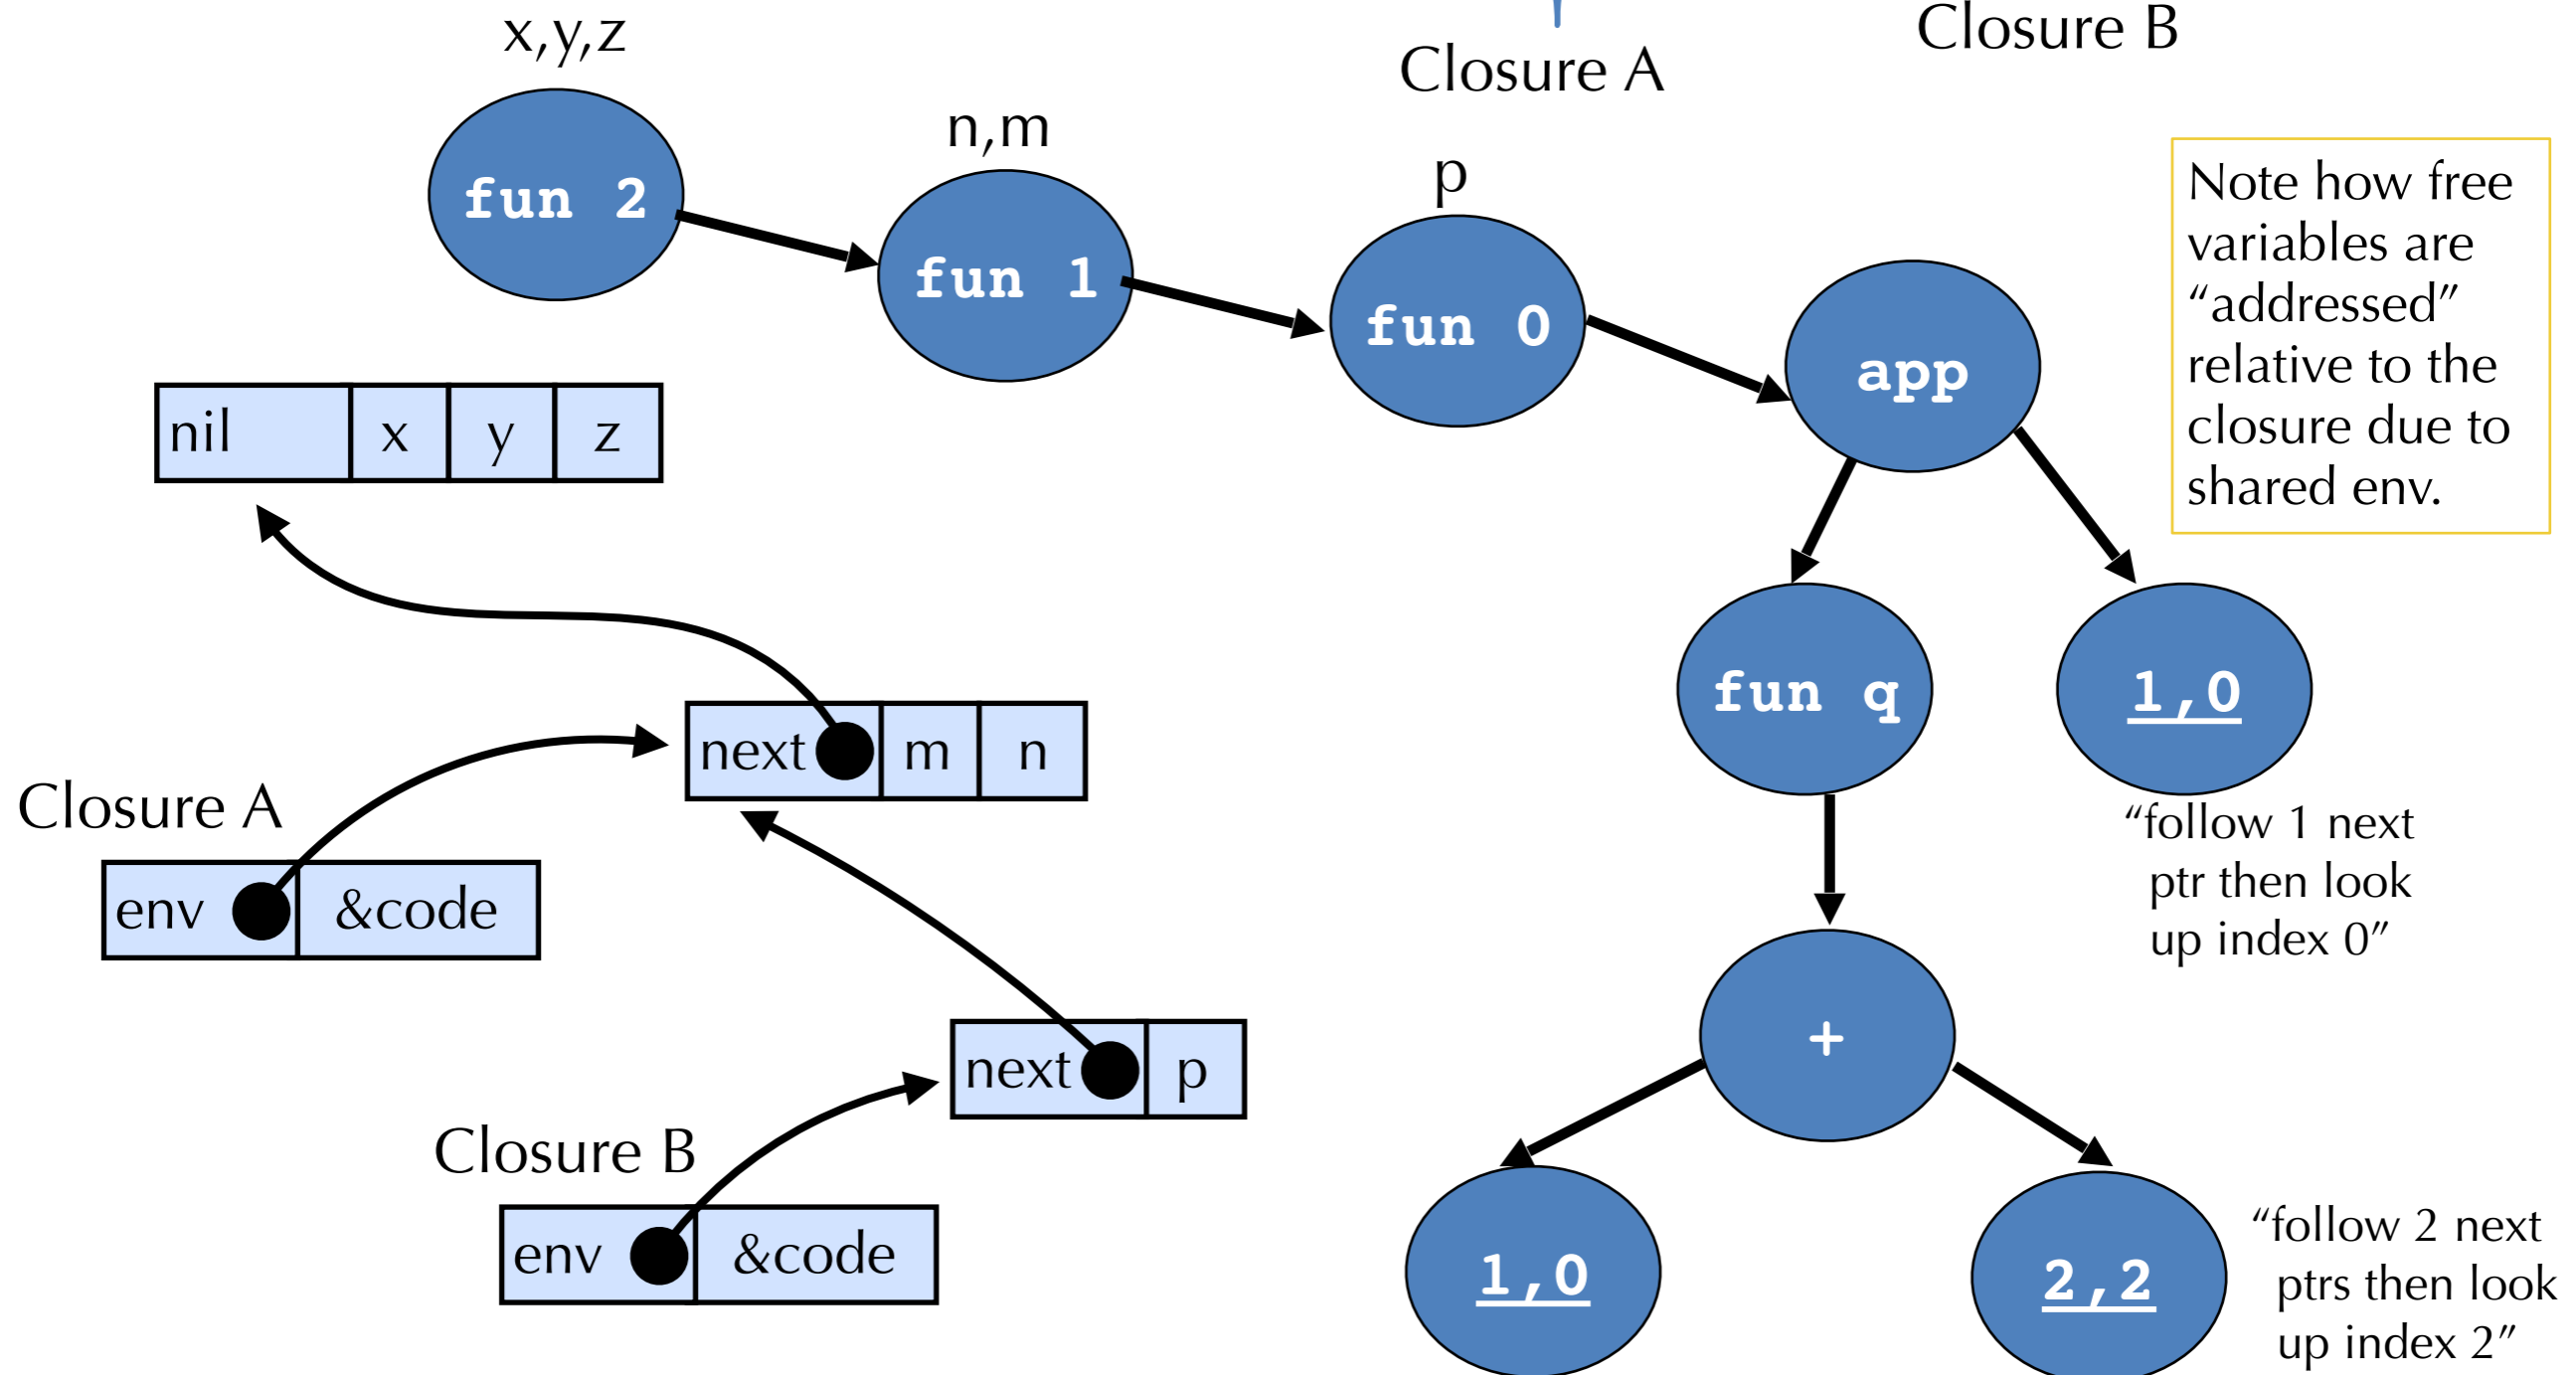 x,y,z
Closure A
Closure B
n,m
p
fun 2
fun 1
fun 0
app
Note how free
variables are
“addressed”
relative to the
closure due to
shared env.
nil x y z
fun q
1,0
next m n
Closure A
env &code
“follow 1 next
ptr then look
up index 0”
+
next p
Closure B
env &code
1,0
2,2
“follow 2 next
ptrs then look
up index 2”